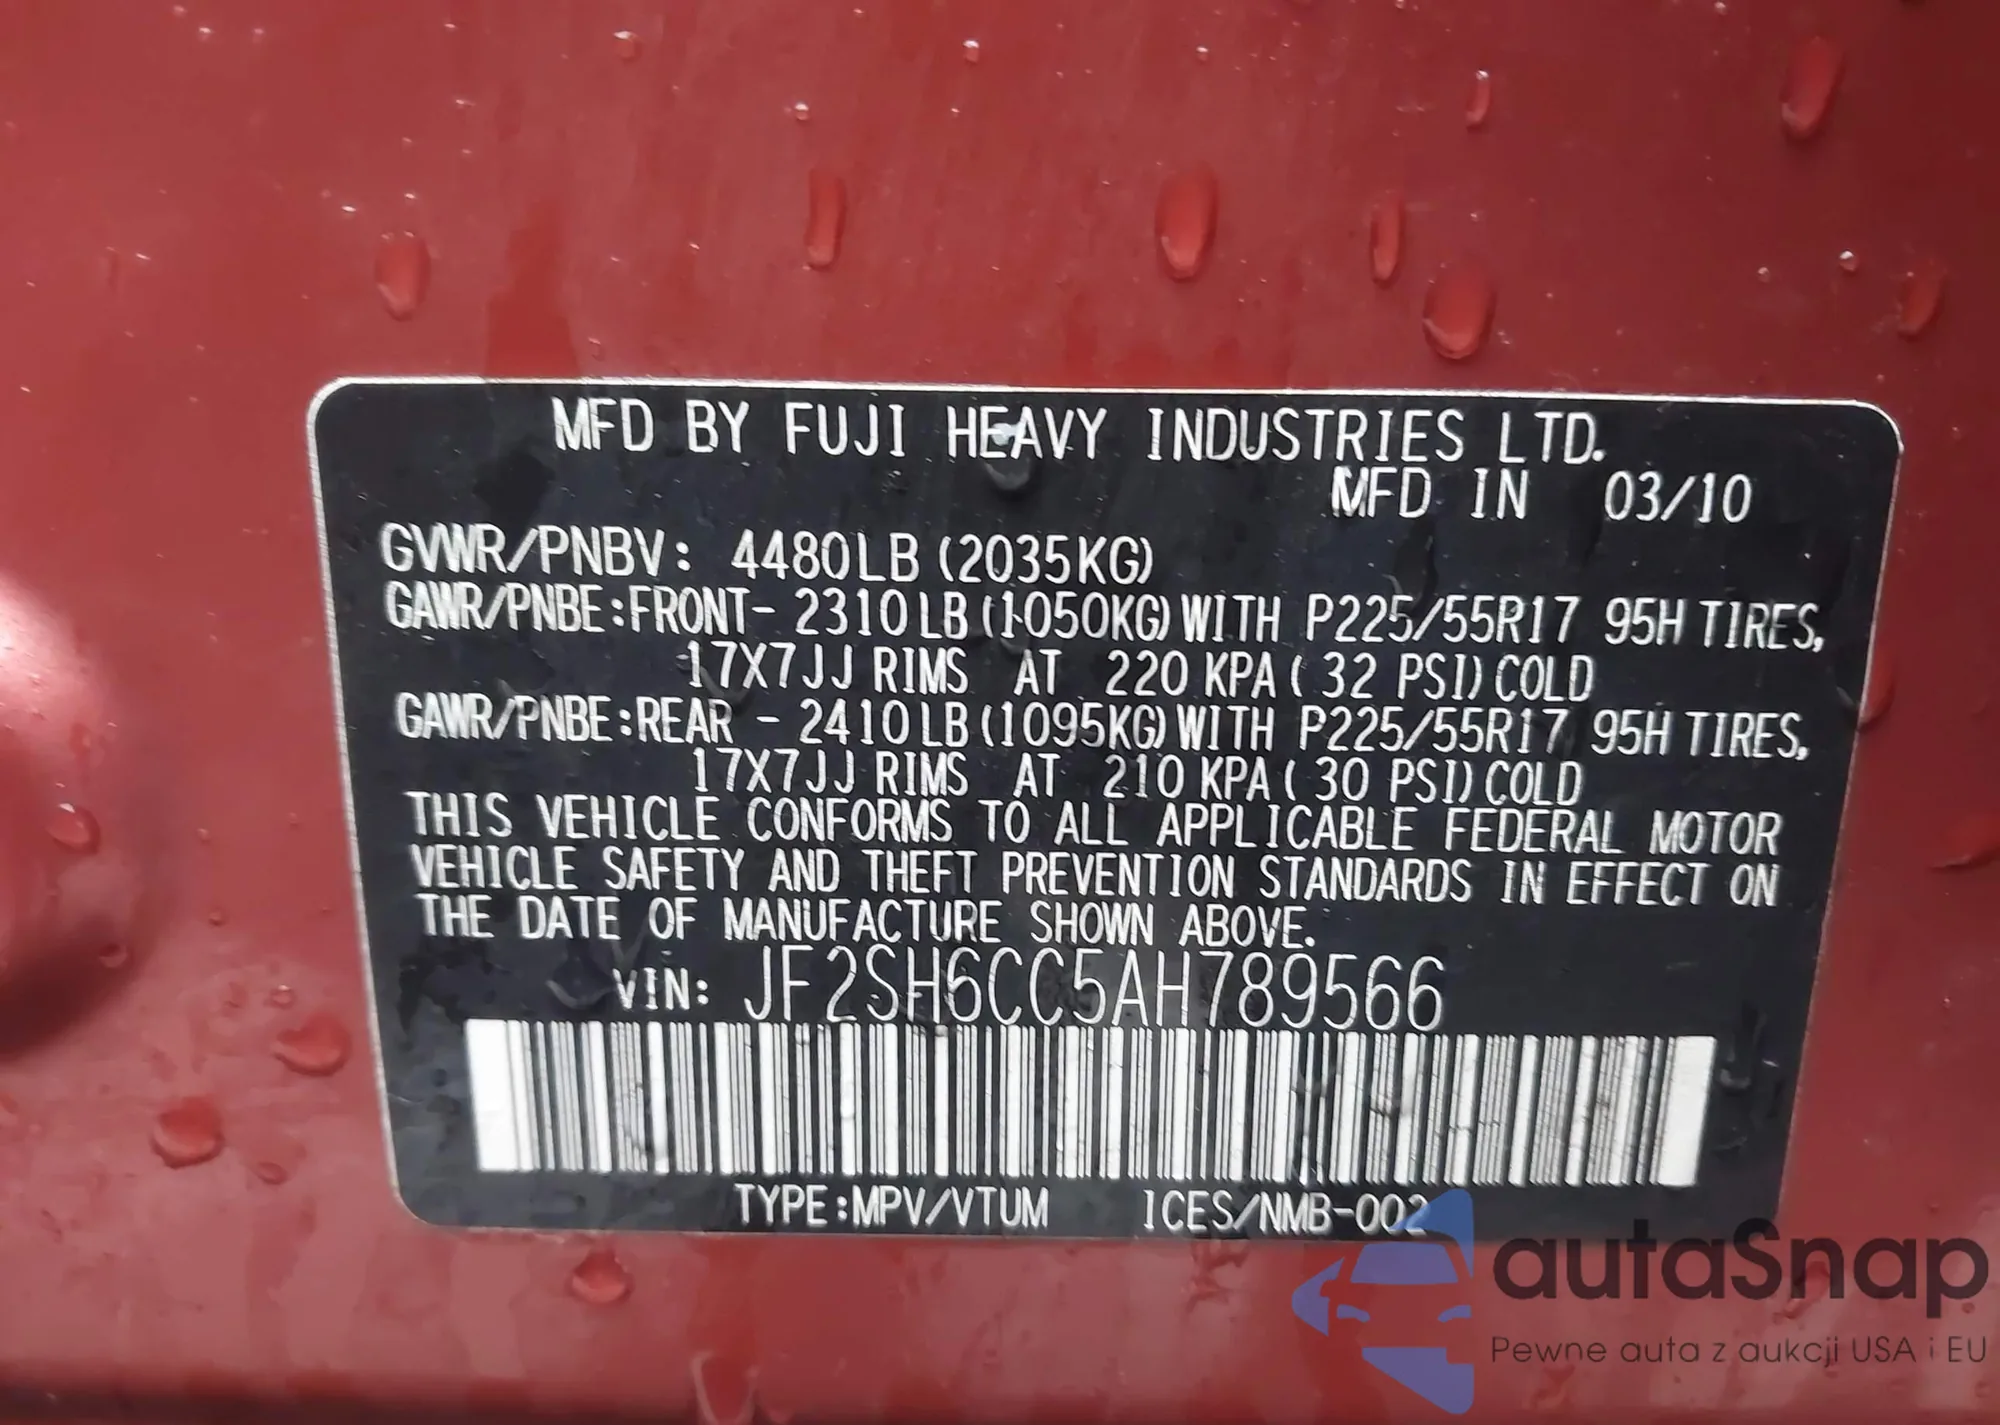 MFD BY FUJI HEAVY INDUSTRIES LTD.
MFD IN 03/10
GVWR/PNBV: 4480LB (2035KG)
GAWR/PNBE:FRONT- 2310LB(1050KG)WITH P225/55R17 95H TIRES,
17X7JJ RIMS AT 220 KPA( 32 PSI)COLD
GAWR/PNBE:REAR - 2410LB(1095KG)WITH P225/55R17 95H TIRES,
17X7JJ RIMS AT 210 KPA( 30 PSI)COLD
THIS VEHICLE CONFORMS TO ALL APPLICABLE FEDERAL MOTOR
VEHICLE SAFETY AND THEFT PREVENTION STANDARDS IN EFFECT ON
THE DATE OF MANUFACTURE SHOWN ABOVE.
VIN: JF2SH6CC5AH789566
TYPE:MPV/VTUM ICES/NMB-002
autaSnap
Pewne auta z aukcji USA i EU